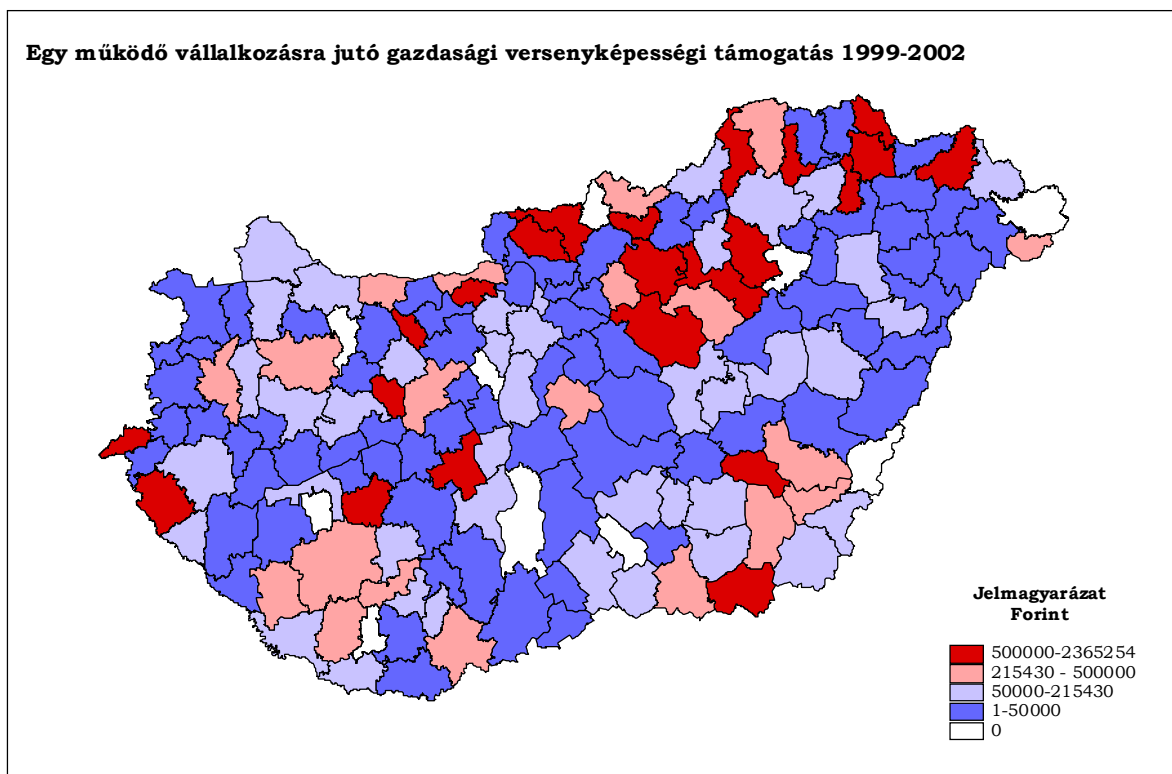 Egy működő vállalkozásra jutó gazdasági versenyképességi támogatás 1999-2002
Jelmagyarázat
Forint
500000-2365254
215430 - 500000
50000-215430
1-50000
0